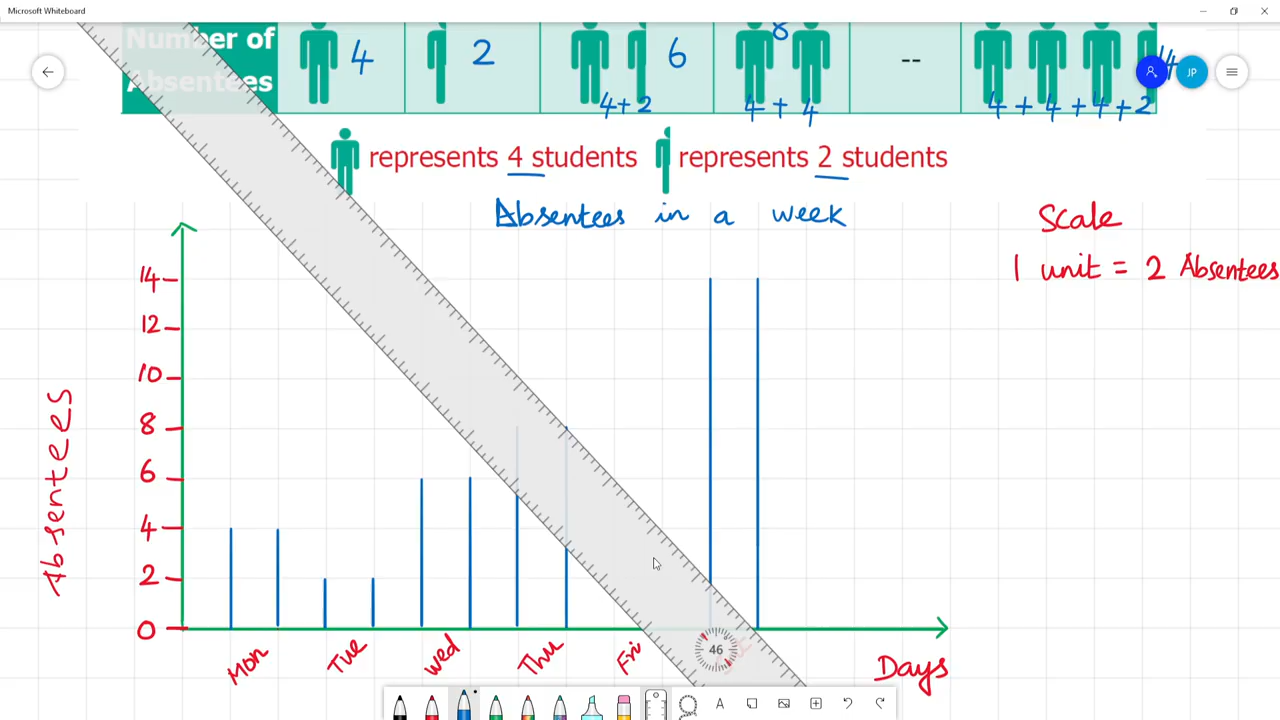 Microsoft Whiteboard
Number of Absentees
4
2
6
8
--
14
4+2
4 + 4
4 + 4 + 4 + 2
JP
represents 4 students
represents 2 students
Absentees in a week
Scale
1 unit = 2 Absentees
14
12
10
8
6
4
2
0
Absentees
Mon
Tue
Wed
Thu
Fri
46
Days
A